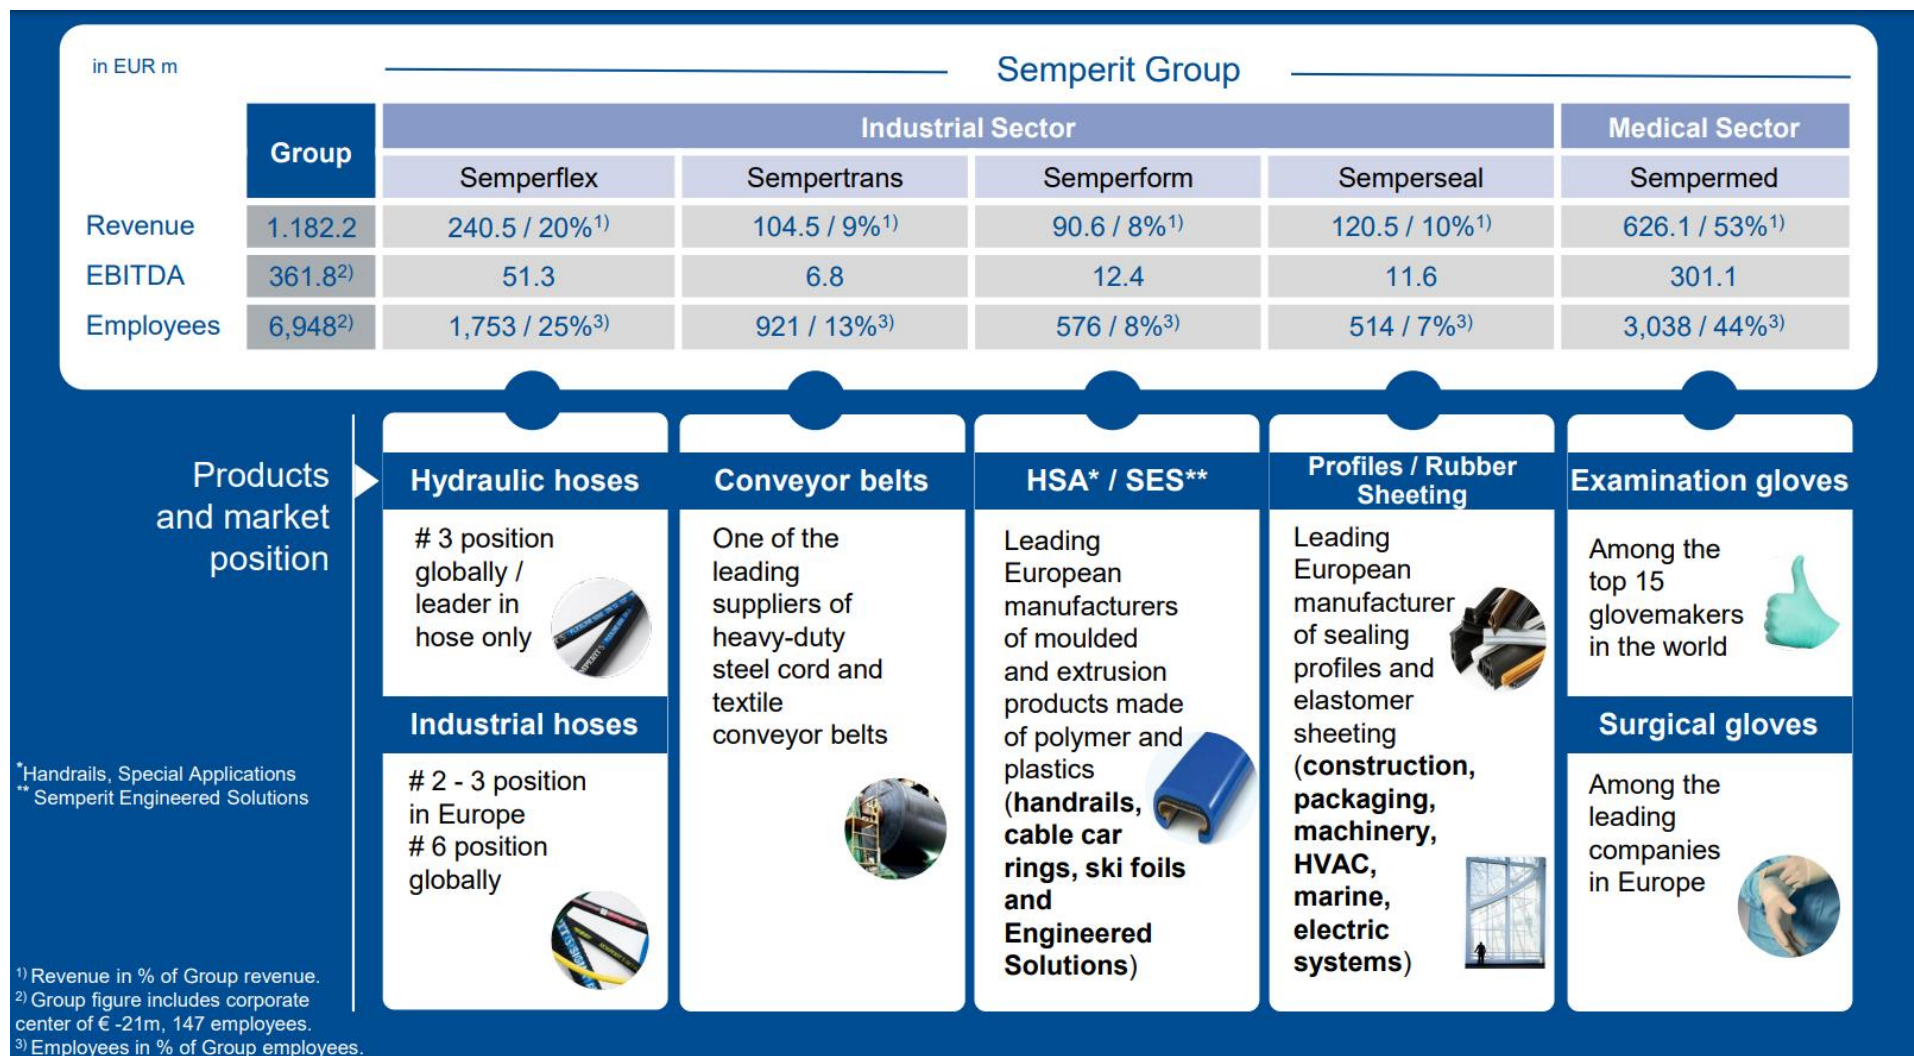 in EUR m
Semperit Group
Group
Industrial Sector
Medical Sector
Semperflex
Sempertrans
Semperform
Semperseal
Sempermed
Revenue 1.182.2 240.5 / 20%1) 104.5 / 9%1) 90.6 / 8%1) 120.5 / 10%1) 626.1 / 53%1)
EBITDA 361.82) 51.3 6.8 12.4 11.6 301.1
Employees 6,9482) 1,753 / 25%3) 921 / 13%3) 576 / 8%3) 514 / 7%3) 3,038 / 44%3)
Products
and market
position
Hydraulic hoses
# 3 position
globally /
leader in
hose only
Industrial hoses
# 2 - 3 position
in Europe
# 6 position
globally
Conveyor belts
One of the
leading
suppliers of
heavy-duty
steel cord and
textile
conveyor belts
HSA* / SES**
Leading
European
manufacturers
of moulded
and extrusion
products made
of polymer and
plastics
(handrails,
cable car
rings, ski foils
and
Engineered
Solutions)
Profiles / Rubber
Sheeting
Leading
European
manufacturer
of sealing
profiles and
elastomer
sheeting
(construction,
packaging,
machinery,
HVAC,
marine,
electric
systems)
Examination gloves
Among the
top 15
glovemakers
in the world
Surgical gloves
Among the
leading
companies
in Europe
*Handrails, Special Applications
** Semperit Engineered Solutions
1) Revenue in % of Group revenue.
2) Group figure includes corporate
center of € -21m, 147 employees.
3) Employees in % of Group employees.